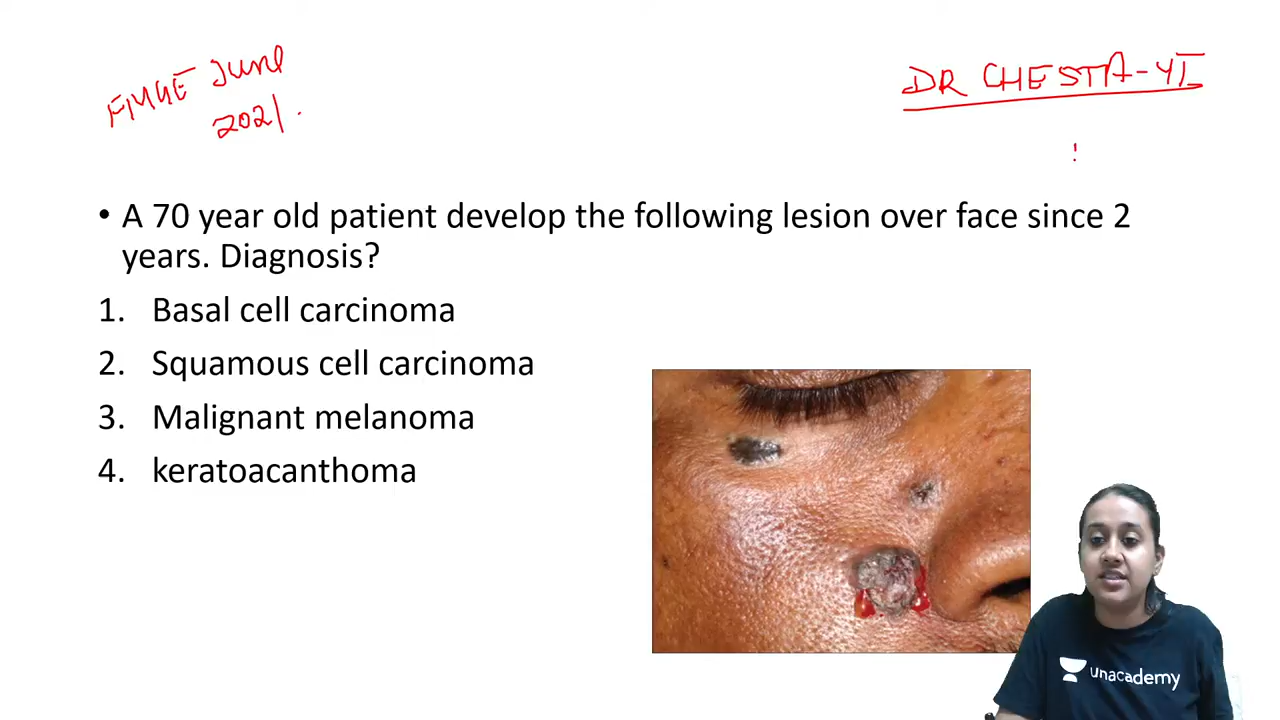 FMGE June
2021.
DR CHESTA-YI
• A 70 year old patient develop the following lesion over face since 2
years. Diagnosis?
1. Basal cell carcinoma
2. Squamous cell carcinoma
3. Malignant melanoma
4. keratoacanthoma
unacademy